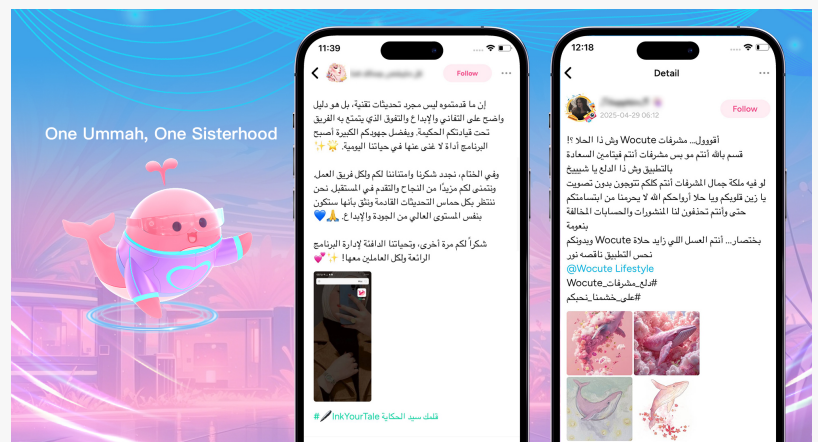 One Ummah, One Sisterhood
11:39
Follow
إن ما قدمتموه ليس مجرد تحديثات تقنية، بل هو دليل
واضح على التفاني والإبداع والتفوق الذي يتمتع به الفريق
تحت قيادتكم الحكيمة. وبفضل جهودكم الكبيرة أصبح
البرنامج أداة لا غنى عنها في حياتنا اليومية. 🌟✨
وفي الختام، نجدد شكرنا وامتناننا لكم ولكل فريق العمل،
ونتمنى لكم مزيدًا من النجاح والتقدم في المستقبل. نحن
ننتظر بكل حماس التحديثات القادمة ونثق بأنها ستكون
بنفس المستوى العالي من الجودة والإبداع. 🙏💙
شكراً لكم مرة أخرى، وتحياتنا الدافئة لإدارة البرنامج
الرائعة ولكل العاملين معها! ✨💕
#🖋InkYourTale قلمك سيد الحكاية
12:18
Detail
2025-04-29 06:12
Follow
أقووول... مشرفات Wocute وش ذا الحلا ؟!
قسم بالله أنتم مو بس مشرفات أنتم فيتامين السعادة
بالتطبيق وش ذا الدلع يا شيييخ
لو فيه ملكة جمال المشرفات أنتم كلكم تتوجون بدون تصويت
يا زين قلوبكم ويا حلا أرواحكم الله لا يحرمنا من ابتسامتكم
حتى وأنتم تحذفون لنا المنشورات والحسابات المخالفة
بنعومة
بختصار... أنتم العسل اللي زايد حلاة Wocute وبدونكم
نحس التطبيق ناقصه نور
@Wocute Lifestyle
#دلع_مشرفات_Wocute
#على_خشمنا_نحبكم